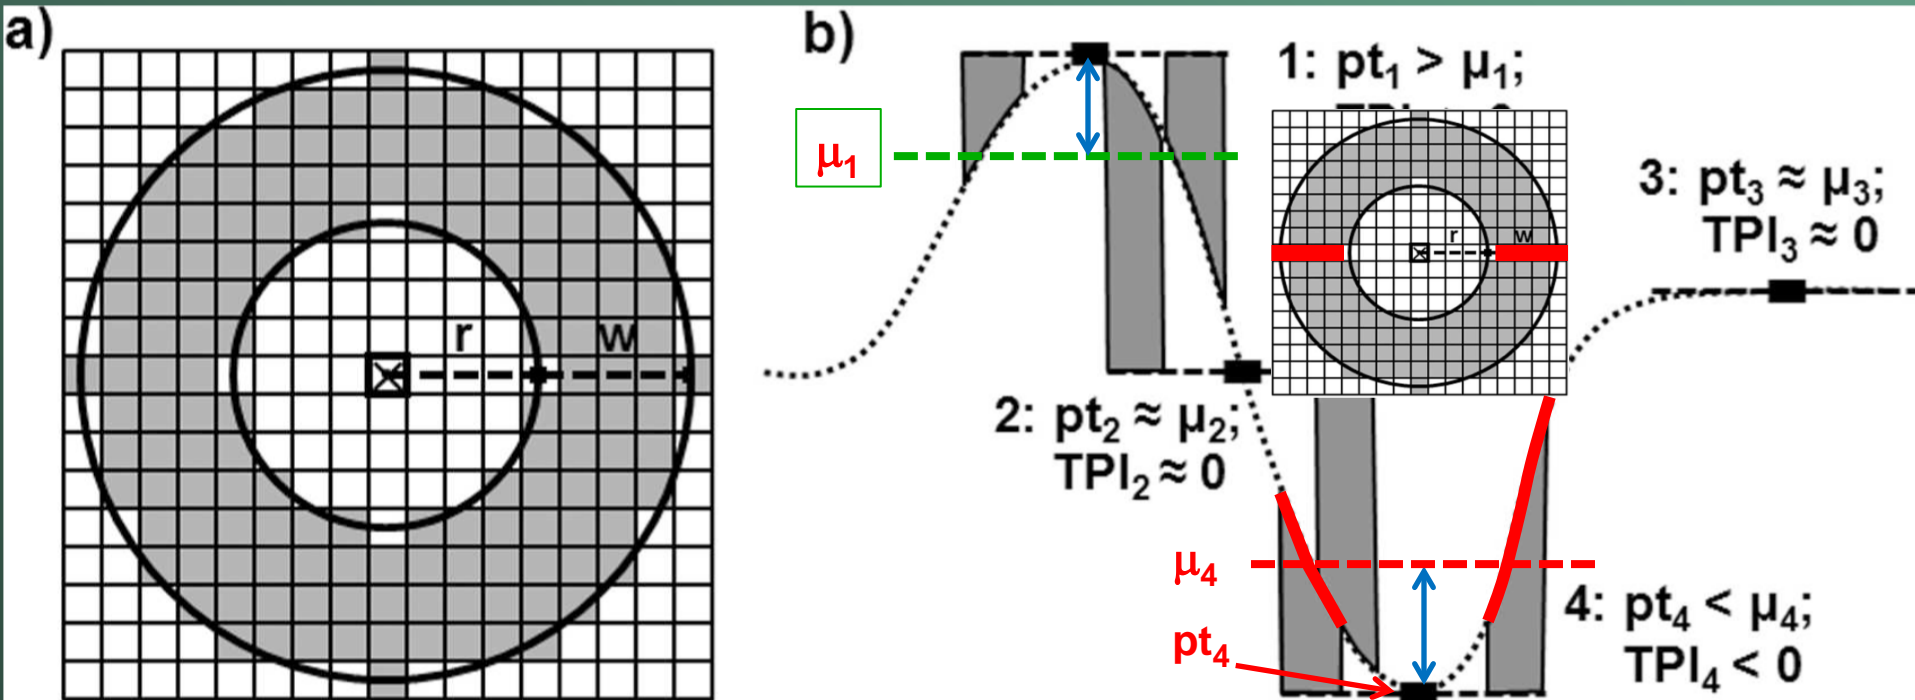 a)
r
w
b)
μ₁
1: pt₁ > μ₁;
r
w
2: pt₂ ≈ μ₂;
TPI₂ ≈ 0
3: pt₃ ≈ μ₃;
TPI₃ ≈ 0
μ₄
pt₄
4: pt₄ < μ₄;
TPI₄ < 0